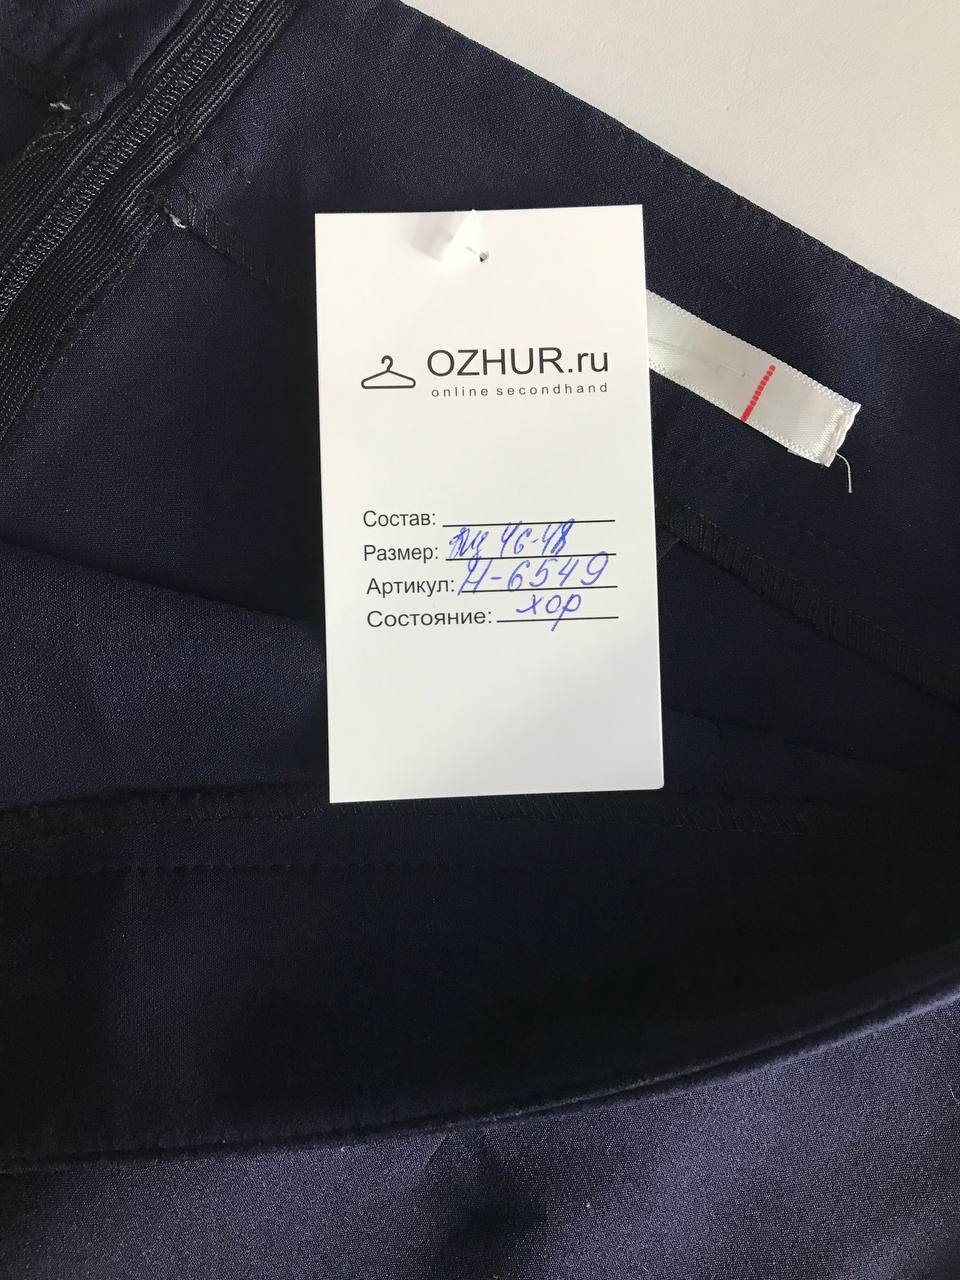 OZHUR.ru
online secondhand
Состав:
Размер: 46-48
Артикул: Н-6549
Состояние: хор